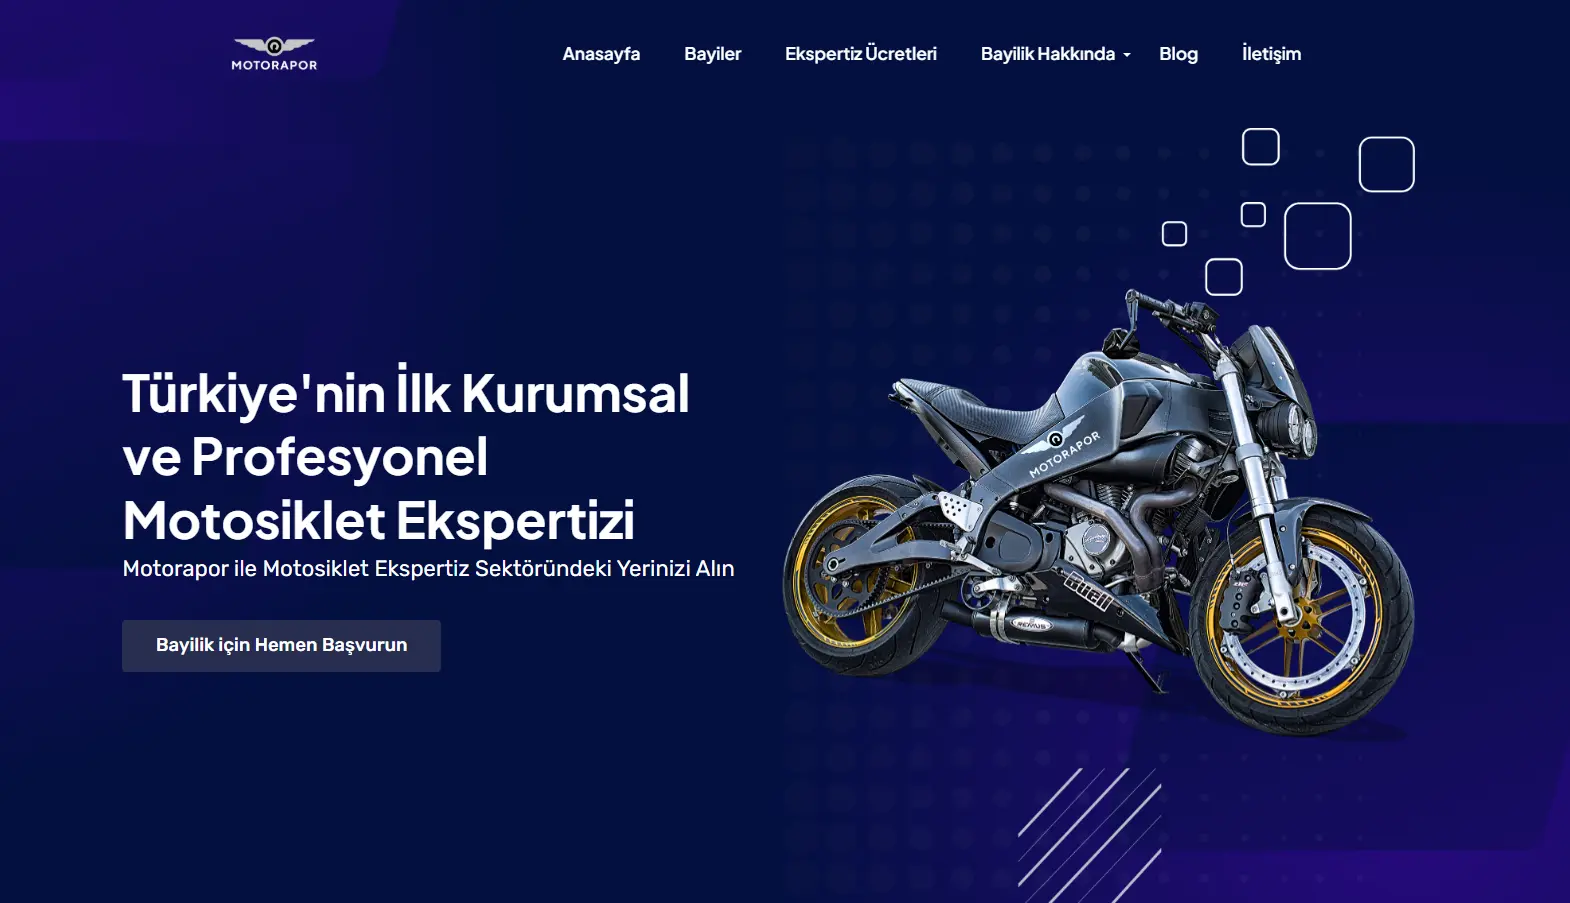 MOTORAPOR
Anasayfa
Bayiler
Ekspertiz Ücretleri
Bayilik Hakkında
Blog
İletişim
Türkiye'nin İlk Kurumsal
ve Profesyonel
Motosiklet Ekspertizi
Motorapor ile Motosiklet Ekspertiz Sektöründeki Yerinizi Alın
Bayilik için Hemen Başvurun
MOTORAPOR
Buell
REMUS